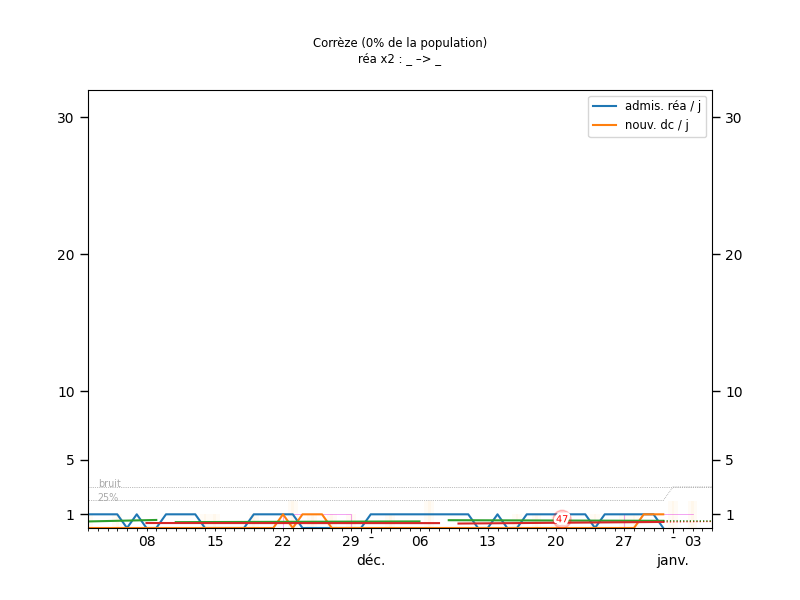 Corrèze (0% de la population)
réa x2 : _ –> _
admis. réa / j
nouv. dc / j
30 30
20 20
10 10
5 5
bruit
25%
1 47 1
08 15 22 29 - 06 13 20 27 - 03
déc. janv.